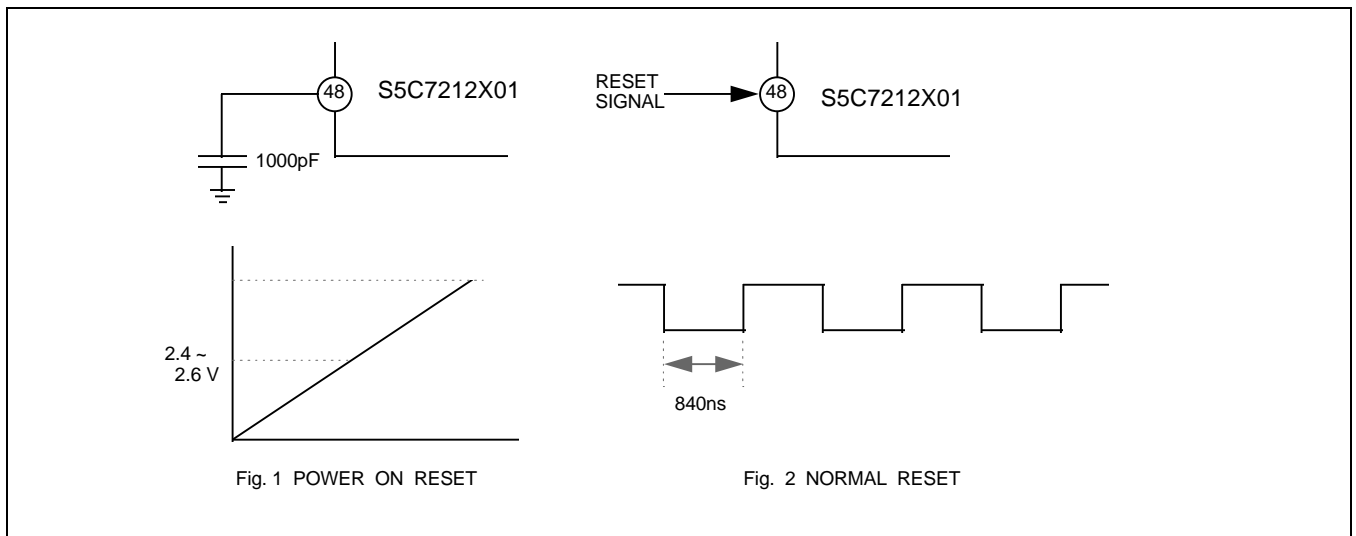 48
S5C7212X01
1000pF
RESET
SIGNAL
48
S5C7212X01
2.4 ~
2.6 V
Fig. 1 POWER ON RESET
840ns
Fig. 2 NORMAL RESET